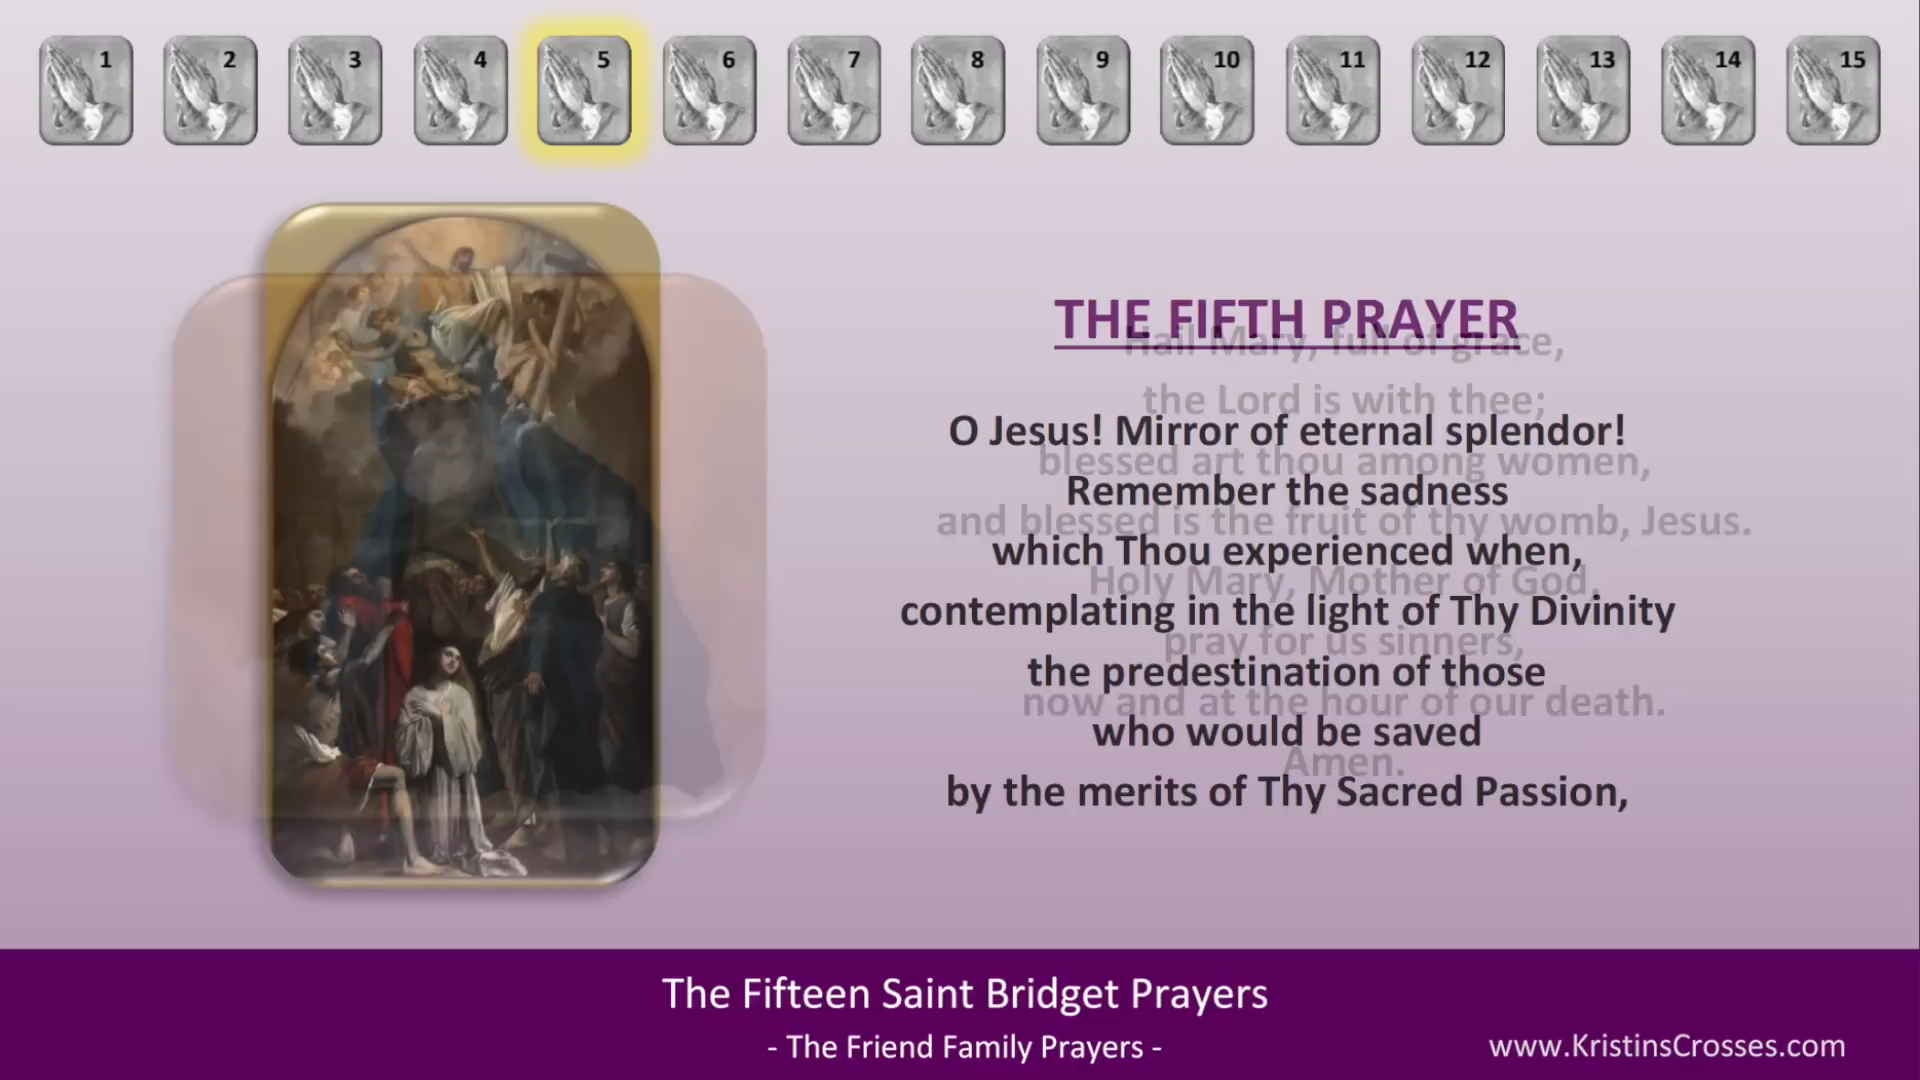 1 2 3 4 5 6 7 8 9 10 11 12 13 14 15
THE FIFTH PRAYER
Hail Mary, full of grace,
the Lord is with thee;
O Jesus! Mirror of eternal splendor!
blessed art thou among women,
Remember the sadness
and blessed is the fruit of thy womb, Jesus.
which Thou experienced when,
Holy Mary, Mother of God,
contemplating in the light of Thy Divinity
pray for us sinners,
the predestination of those
now and at the hour of our death.
who would be saved
Amen.
by the merits of Thy Sacred Passion,
The Fifteen Saint Bridget Prayers
- The Friend Family Prayers -
www.KristinsCrosses.com